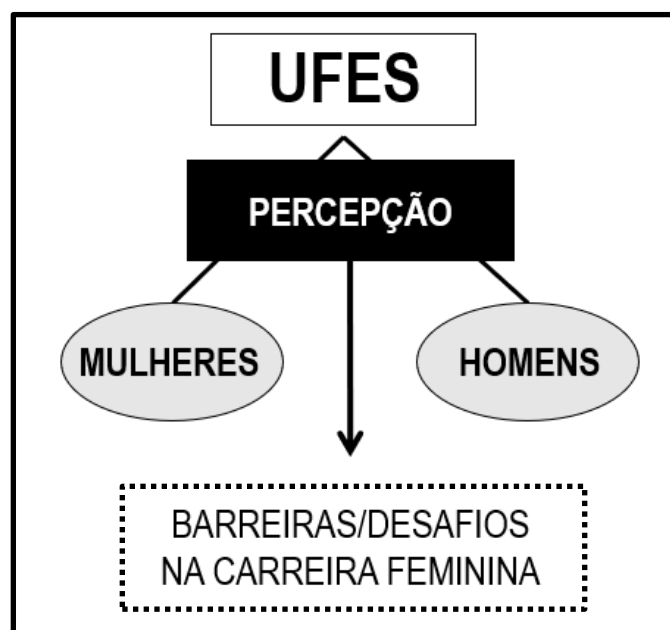 UFES
PERCEPÇÃO
MULHERES
HOMENS
BARREIRAS/DESAFIOS
NA CARREIRA FEMININA